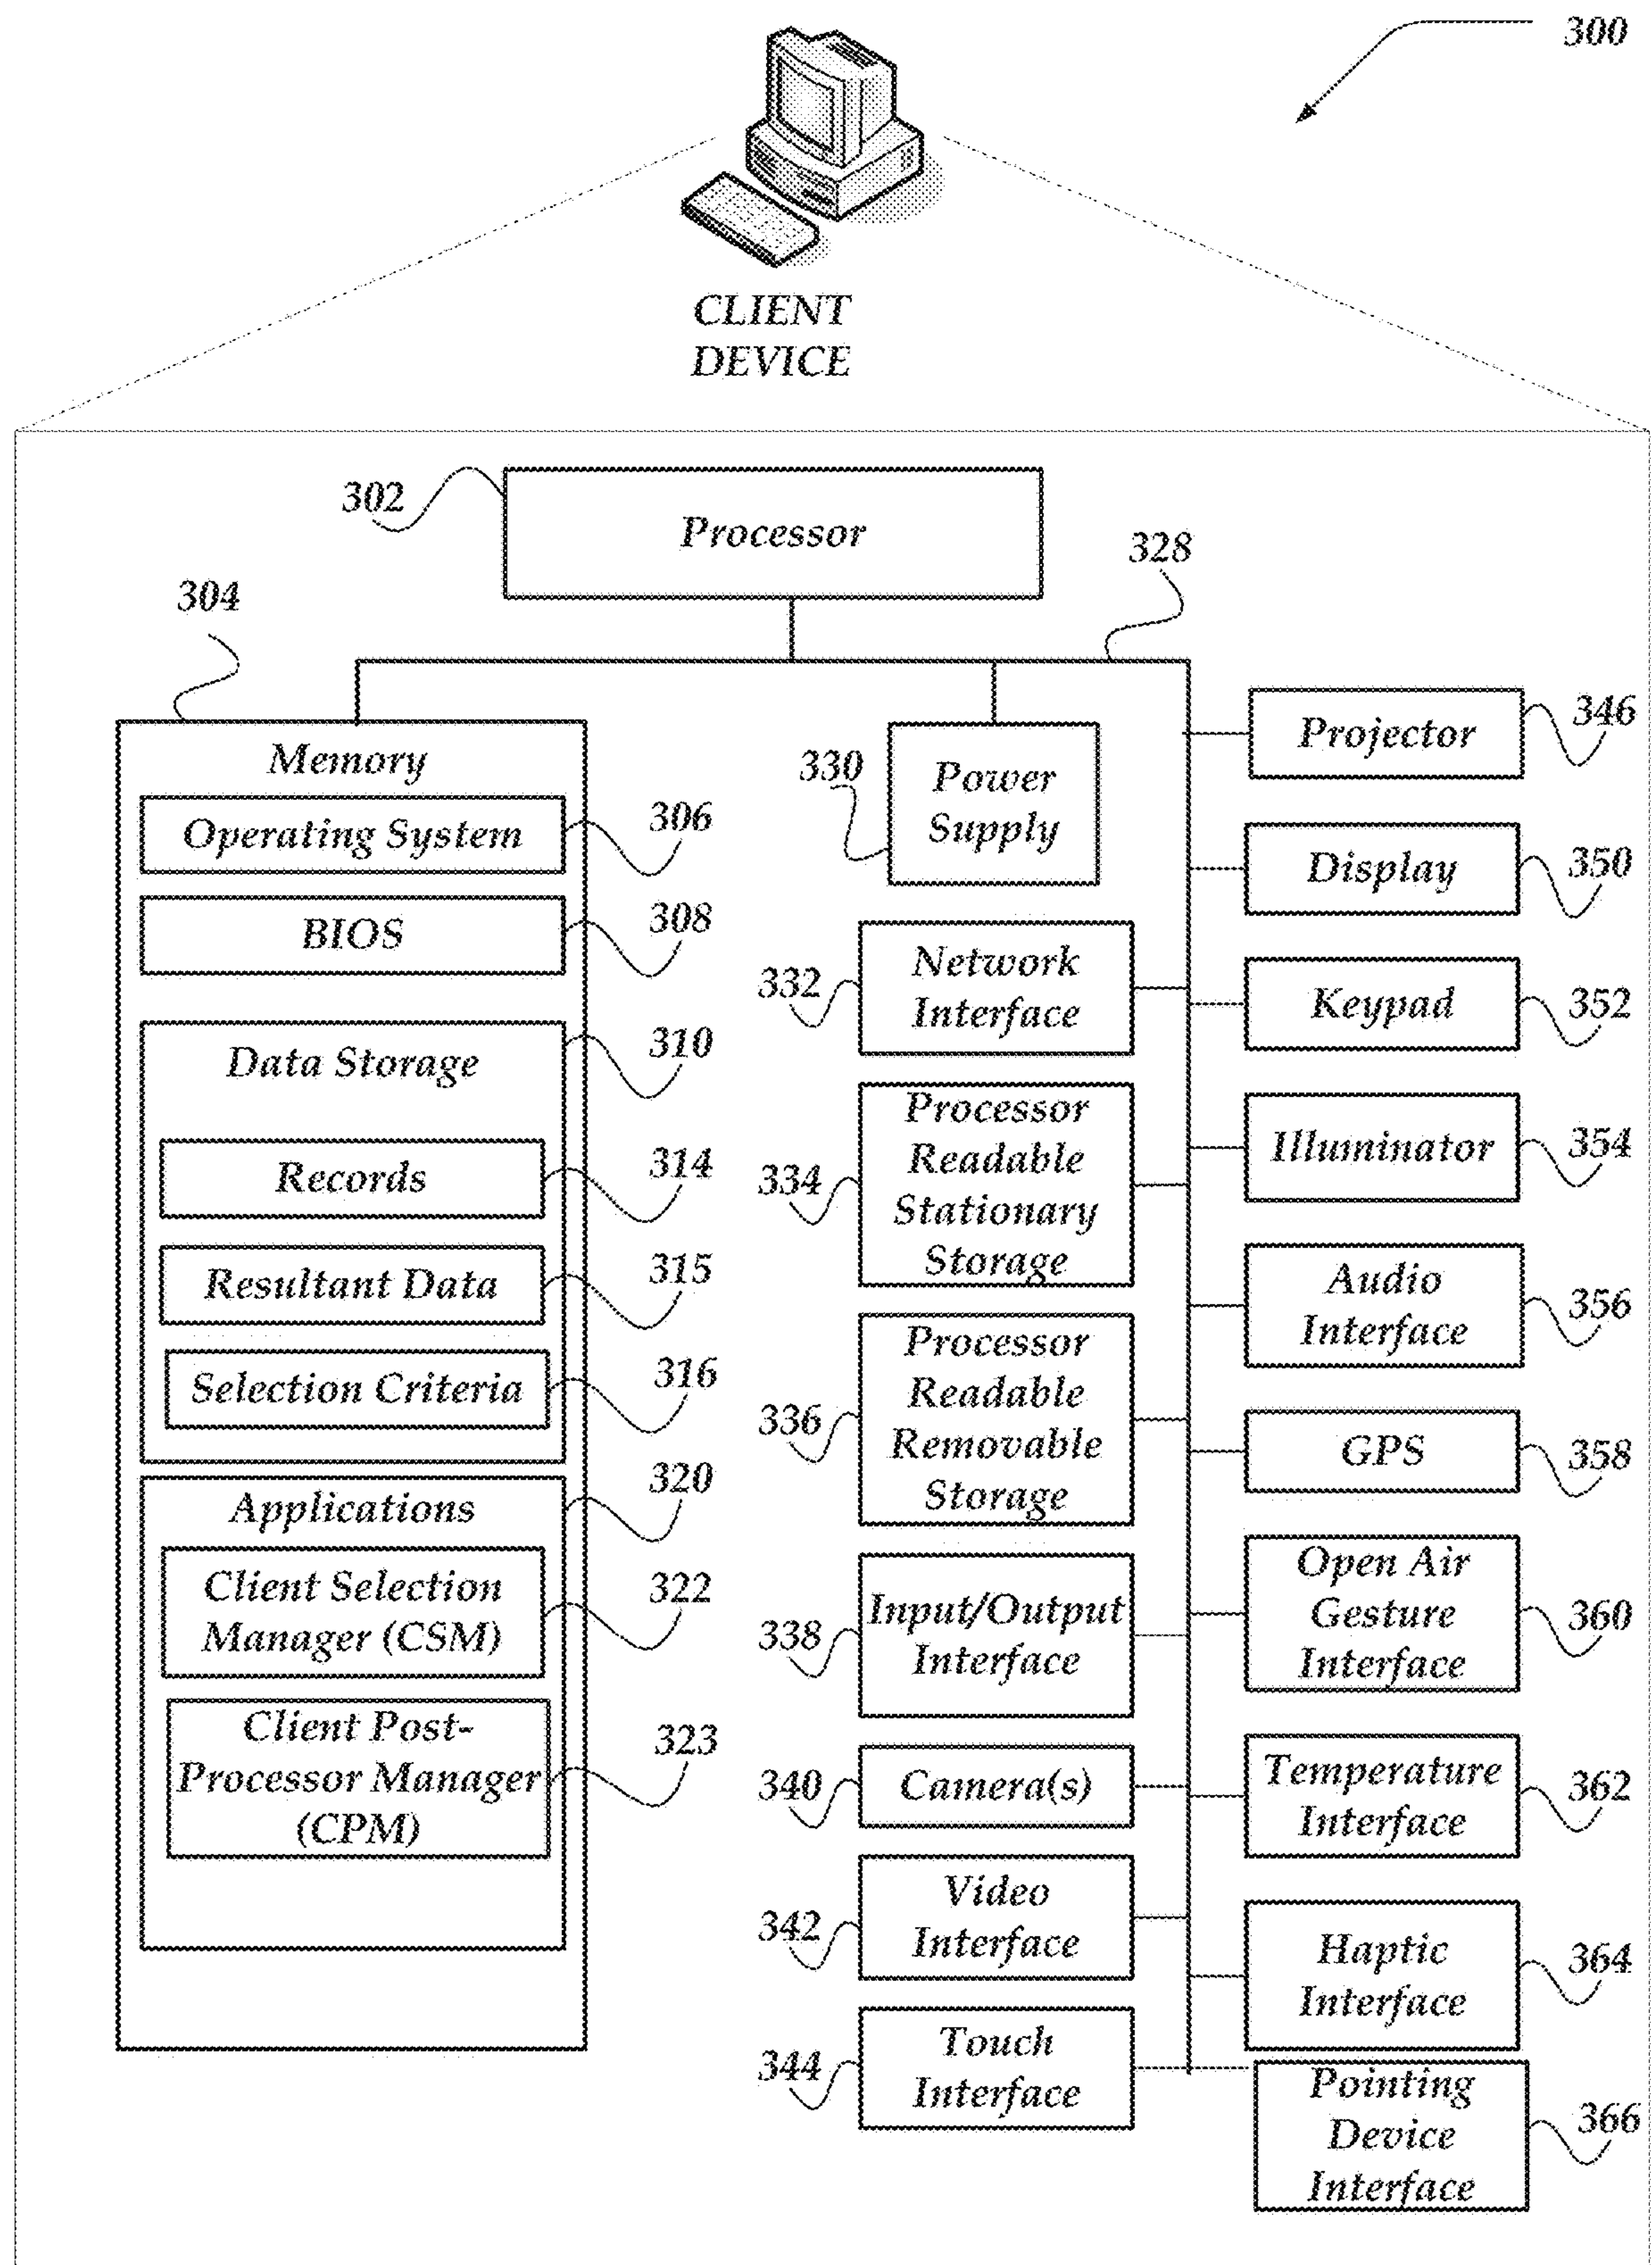 300
CLIENT
DEVICE
302
Processor
328
304
Memory
Operating System
306
BIOS
308
Data Storage
310
Records
314
Resultant Data
315
Selection Criteria
316
Applications
320
Client Selection
Manager (CSM)
322
Client Post-
Processor Manager
(CPM)
323
330
Power
Supply
332
Network
Interface
334
Processor
Readable
Stationary
Storage
336
Processor
Readable
Removable
Storage
338
Input/Output
Interface
340
Camera(s)
342
Video
Interface
344
Touch
Interface
Projector
346
Display
350
Keypad
352
Illuminator
354
Audio
Interface
356
GPS
358
Open Air
Gesture
Interface
360
Temperature
Interface
362
Haptic
Interface
364
Pointing
Device
Interface
366